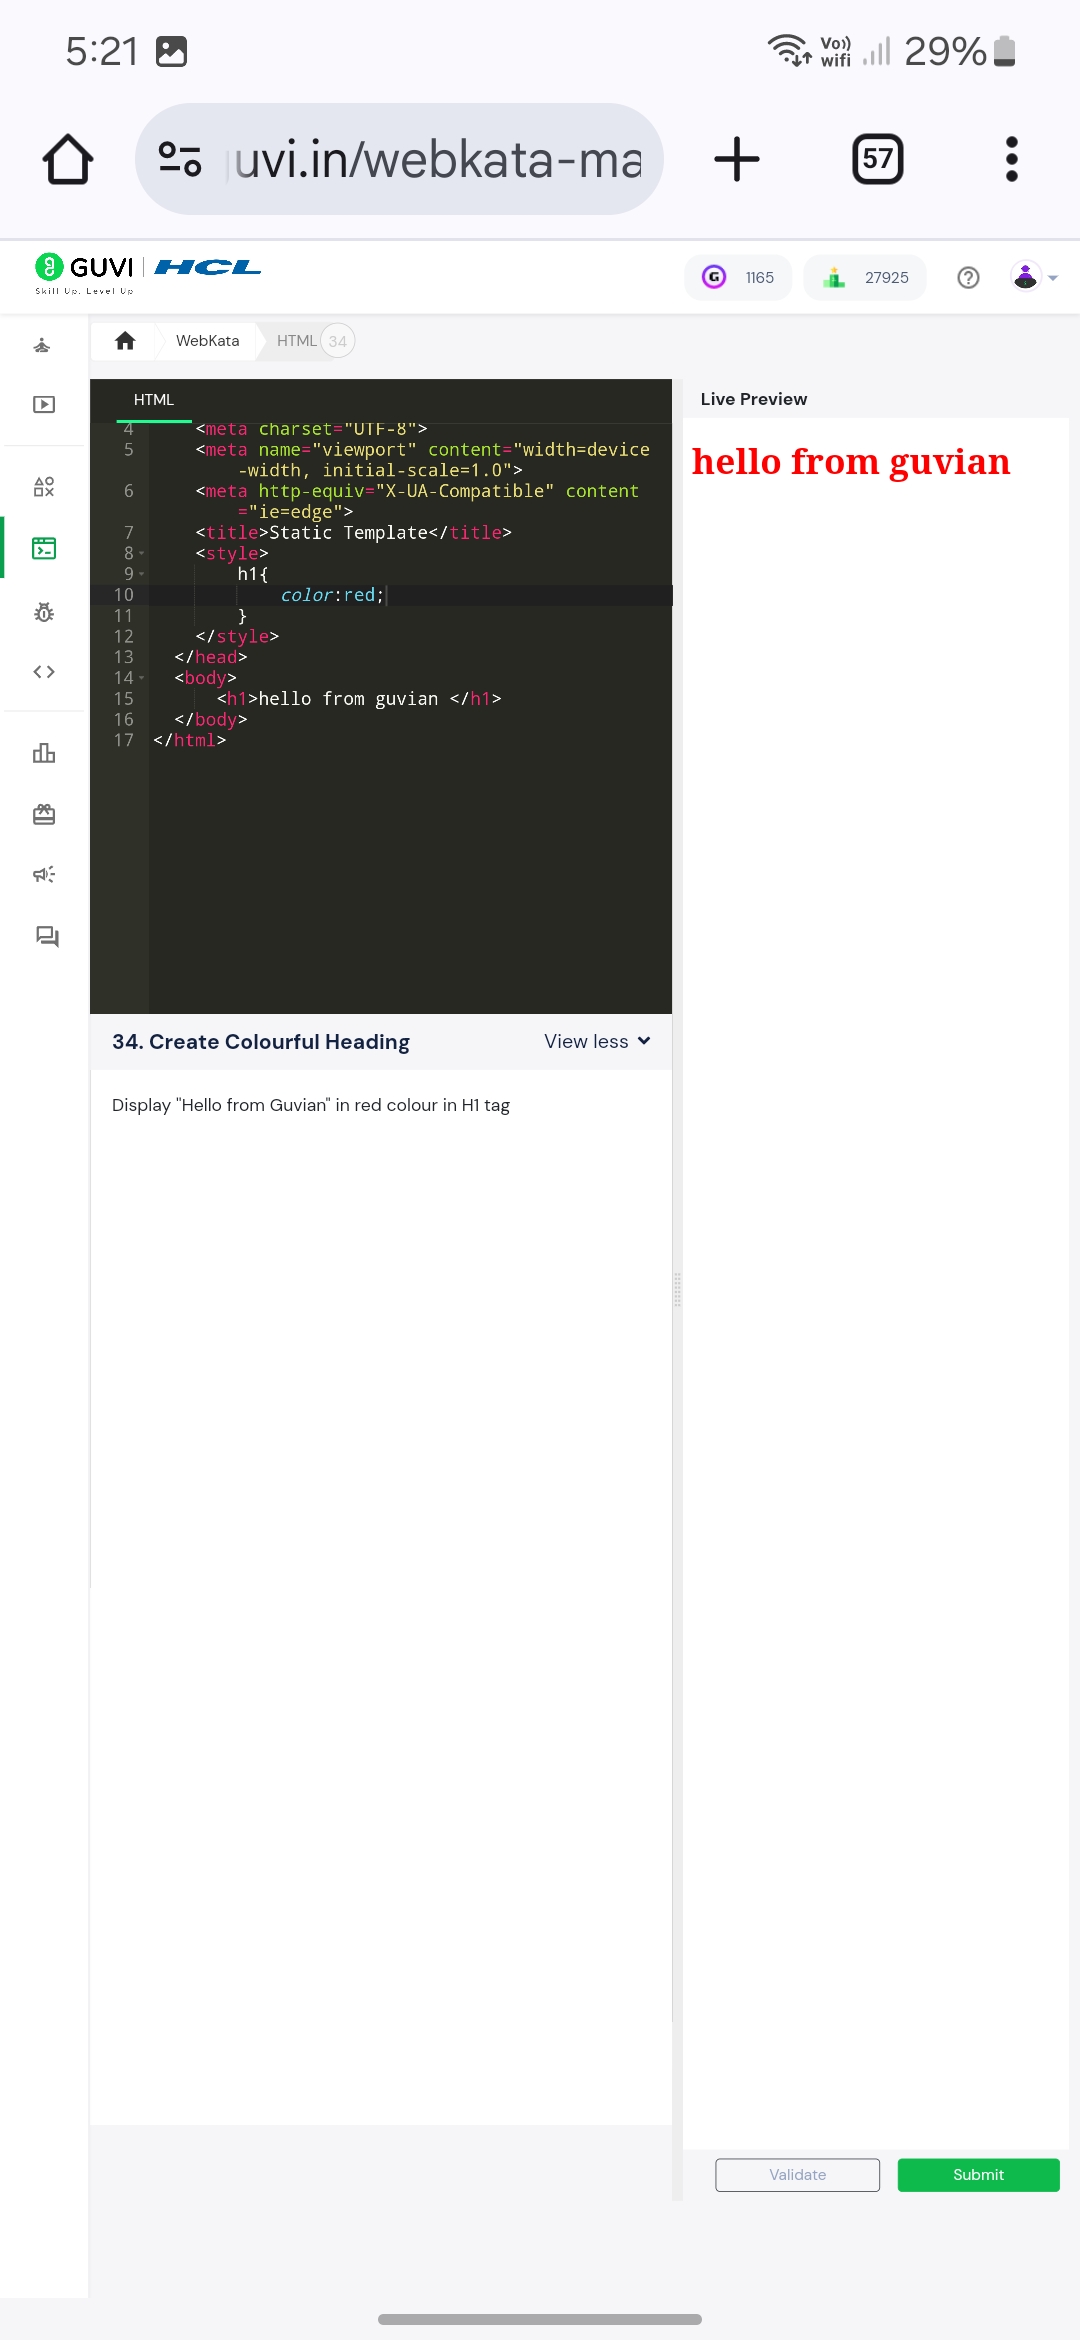 5:21
Vo))
wifi
29%
uvi.in/webkata-ma
57
GUVI
HCL
Skill Up. Level Up
G
1165
27925
WebKata
HTML
34
HTML
Live Preview
4 <meta charset="UTF-8">
5 <meta name="viewport" content="width=device
-width, initial-scale=1.0">
6 <meta http-equiv="X-UA-Compatible" content
="ie=edge">
7 <title>Static Template</title>
8 <style>
9 h1{
10 color:red;
11 }
12 </style>
13 </head>
14 <body>
15 <h1>hello from guvian </h1>
16 </body>
17 </html>
hello from guvian
34. Create Colourful Heading
View less
Display "Hello from Guvian" in red colour in H1 tag
Validate
Submit